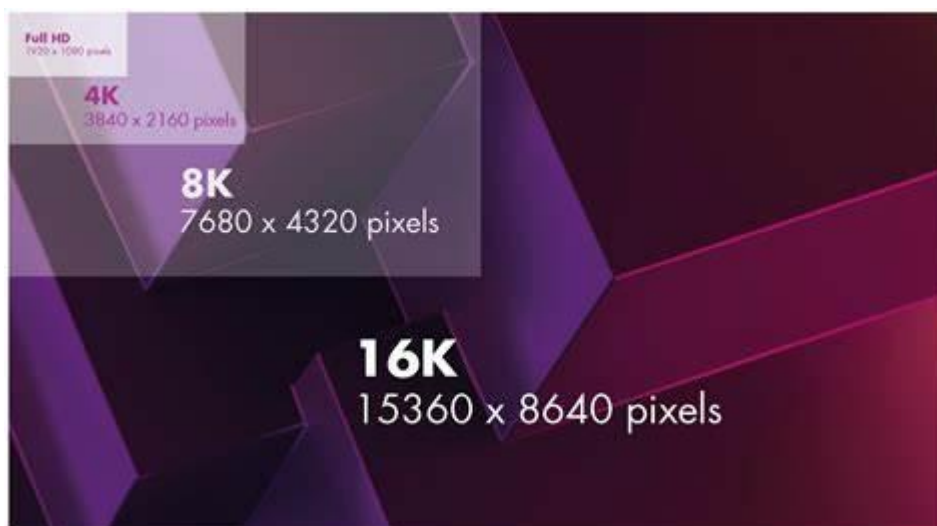 Full HD
1920 x 1080 pixels
4K
3840 x 2160 pixels
8K
7680 x 4320 pixels
16K
15360 x 8640 pixels